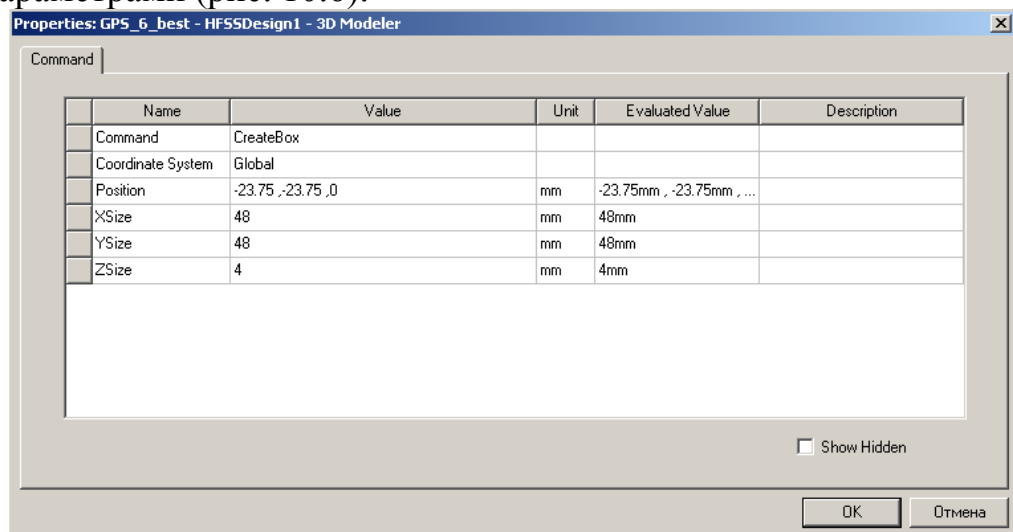 араметрами (рис. 10.6).
Properties: GPS_6_best - HFSSDesign1 - 3D Modeler
Command
Name Value Unit Evaluated Value Description
Command CreateBox
Coordinate System Global
Position -23.75 ,-23.75 ,0 mm -23.75mm , -23.75mm , ...
XSize 48 mm 48mm
YSize 48 mm 48mm
ZSize 4 mm 4mm
Show Hidden
OK Отмена